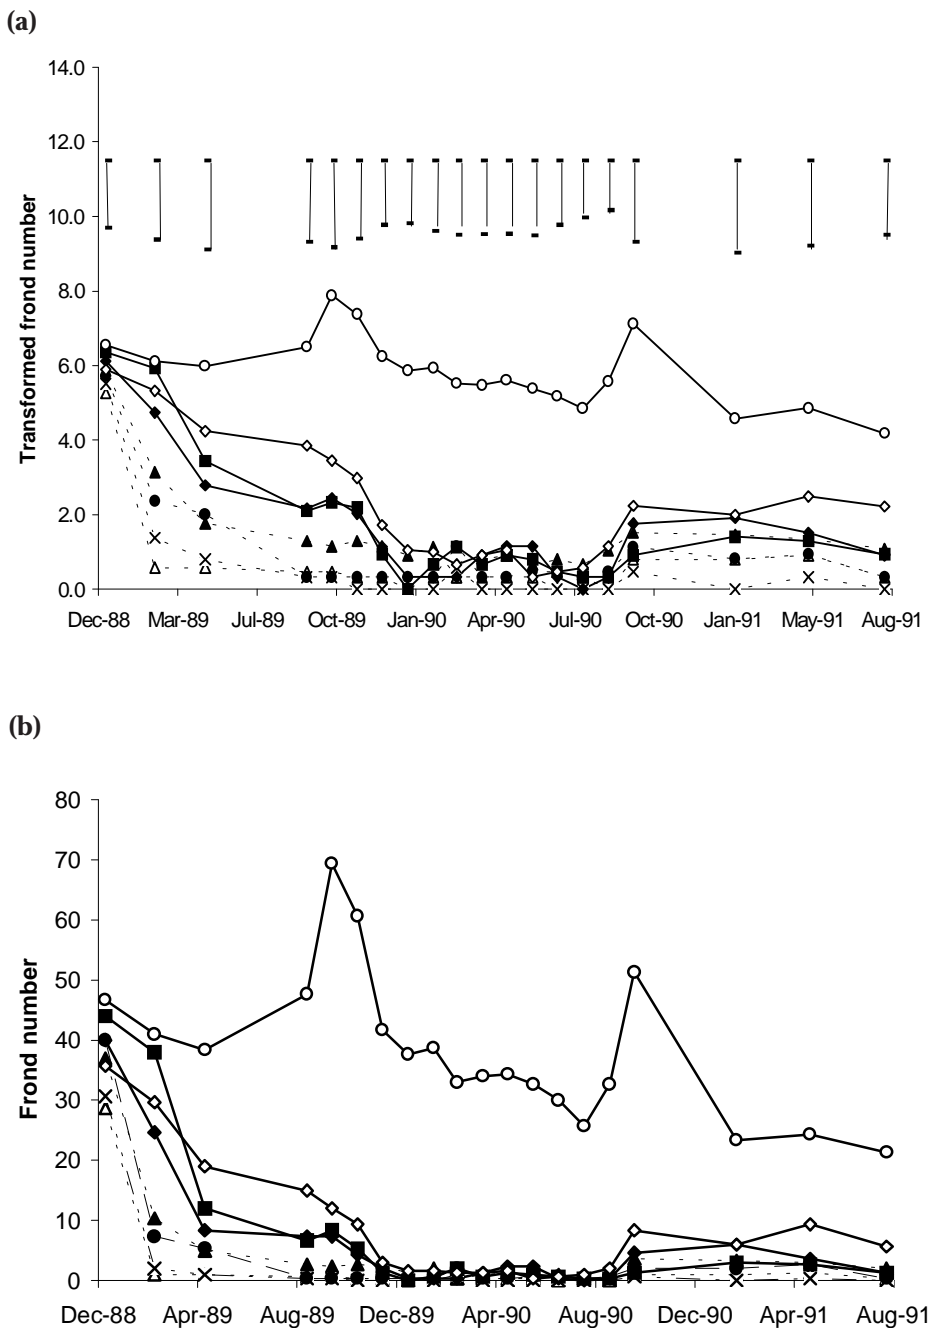 (a)
14.0
12.0
10.0
8.0
6.0
4.0
2.0
0.0
Transformed frond number
Dec-88 Mar-89 Jul-89 Oct-89 Jan-90 Apr-90 Jul-90 Oct-90 Jan-91 May-91 Aug-91
(b)
80
70
60
50
40
30
20
10
0
Frond number
Dec-88 Apr-89 Aug-89 Dec-89 Apr-90 Aug-90 Dec-90 Apr-91 Aug-91